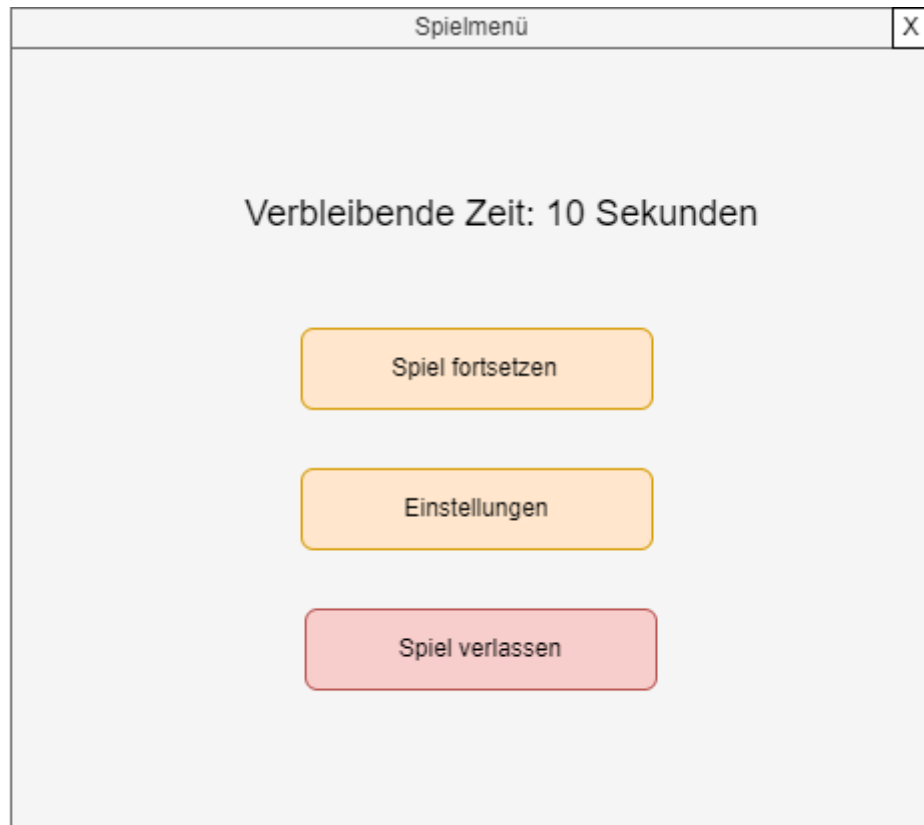 Spielmenü
X
Verbleibende Zeit: 10 Sekunden
Spiel fortsetzen
Einstellungen
Spiel verlassen